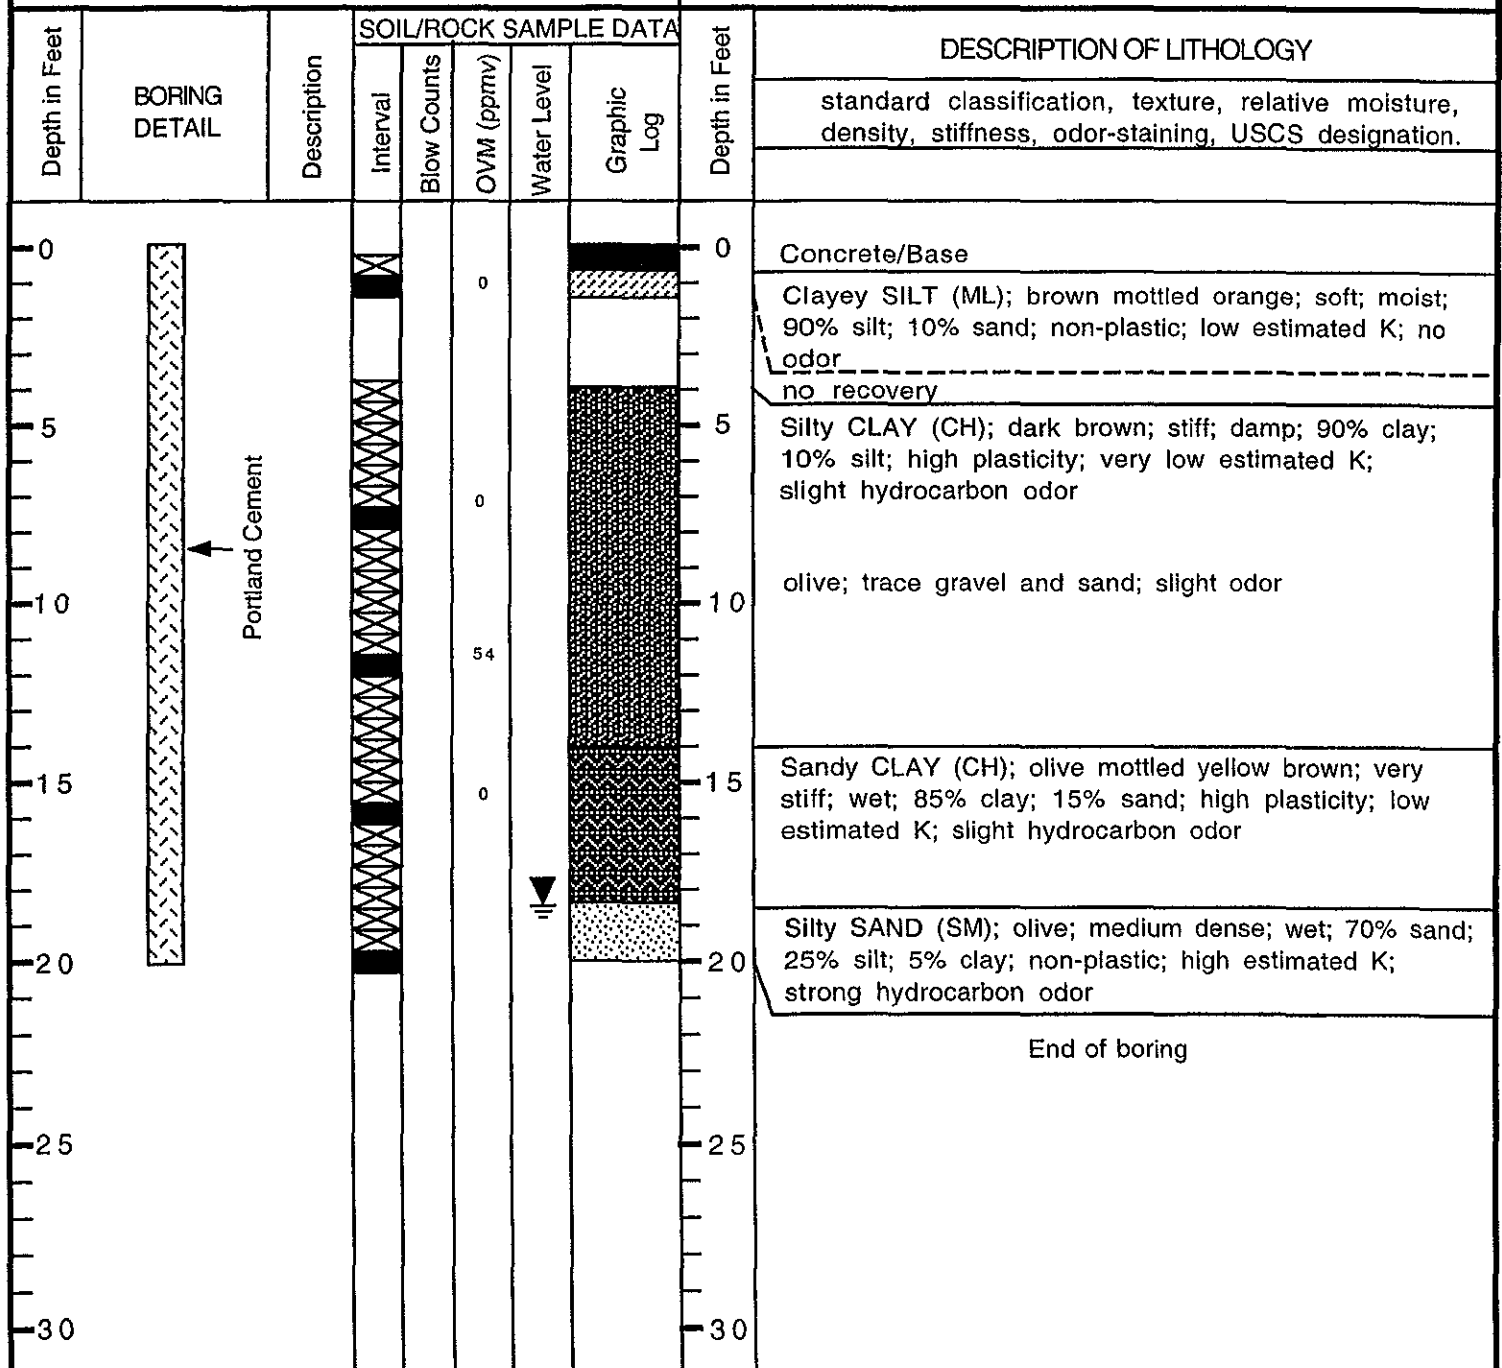 SOIL/ROCK SAMPLE DATA
Depth in Feet
BORING
DETAIL
Description
Interval
Blow Counts
OVM (ppmv)
Water Level
Graphic
Log
Depth in Feet
DESCRIPTION OF LITHOLOGY
standard classification, texture, relative moisture,
density, stiffness, odor-staining, USCS designation.
0
5
10
15
20
25
30
Portland Cement
0
0
54
0
0
5
10
15
20
25
30
Concrete/Base
Clayey SILT (ML); brown mottled orange; soft; moist;
90% silt; 10% sand; non-plastic; low estimated K; no
odor
no recovery
Silty CLAY (CH); dark brown; stiff; damp; 90% clay;
10% silt; high plasticity; very low estimated K;
slight hydrocarbon odor
olive; trace gravel and sand; slight odor
Sandy CLAY (CH); olive mottled yellow brown; very
stiff; wet; 85% clay; 15% sand; high plasticity; low
estimated K; slight hydrocarbon odor
Silty SAND (SM); olive; medium dense; wet; 70% sand;
25% silt; 5% clay; non-plastic; high estimated K;
strong hydrocarbon odor
End of boring